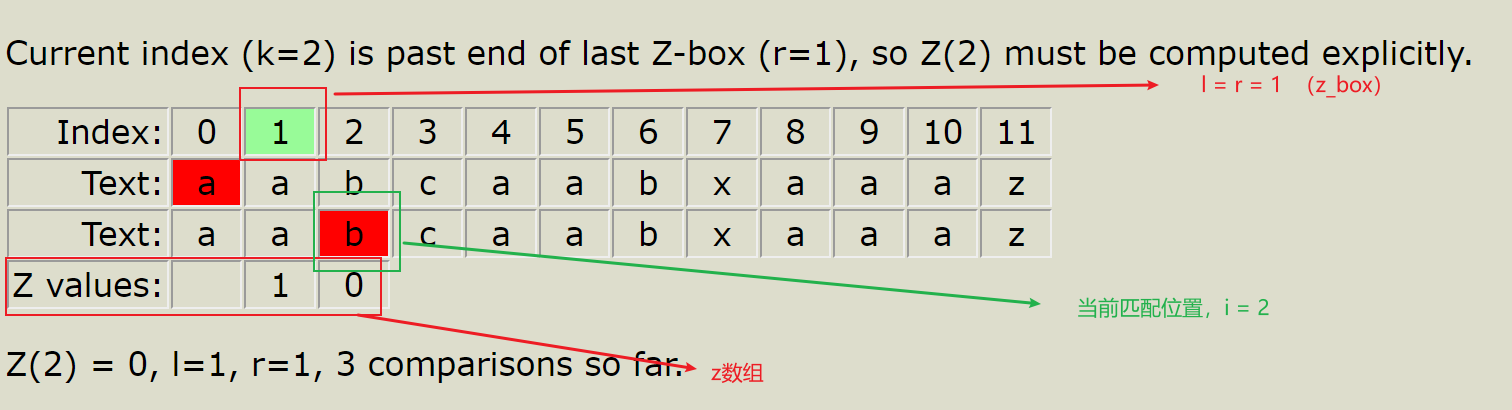 Current index (k=2) is past end of last Z-box (r=1), so Z(2) must be computed explicitly.
l = r = 1 (z_box)
Index: 0 1 2 3 4 5 6 7 8 9 10 11
Text: a a b c a a b x a a a z
Text: a a b c a a b x a a a z
Z values: 1 0
当前匹配位置，i = 2
Z(2) = 0, l=1, r=1, 3 comparisons so far.
z数组